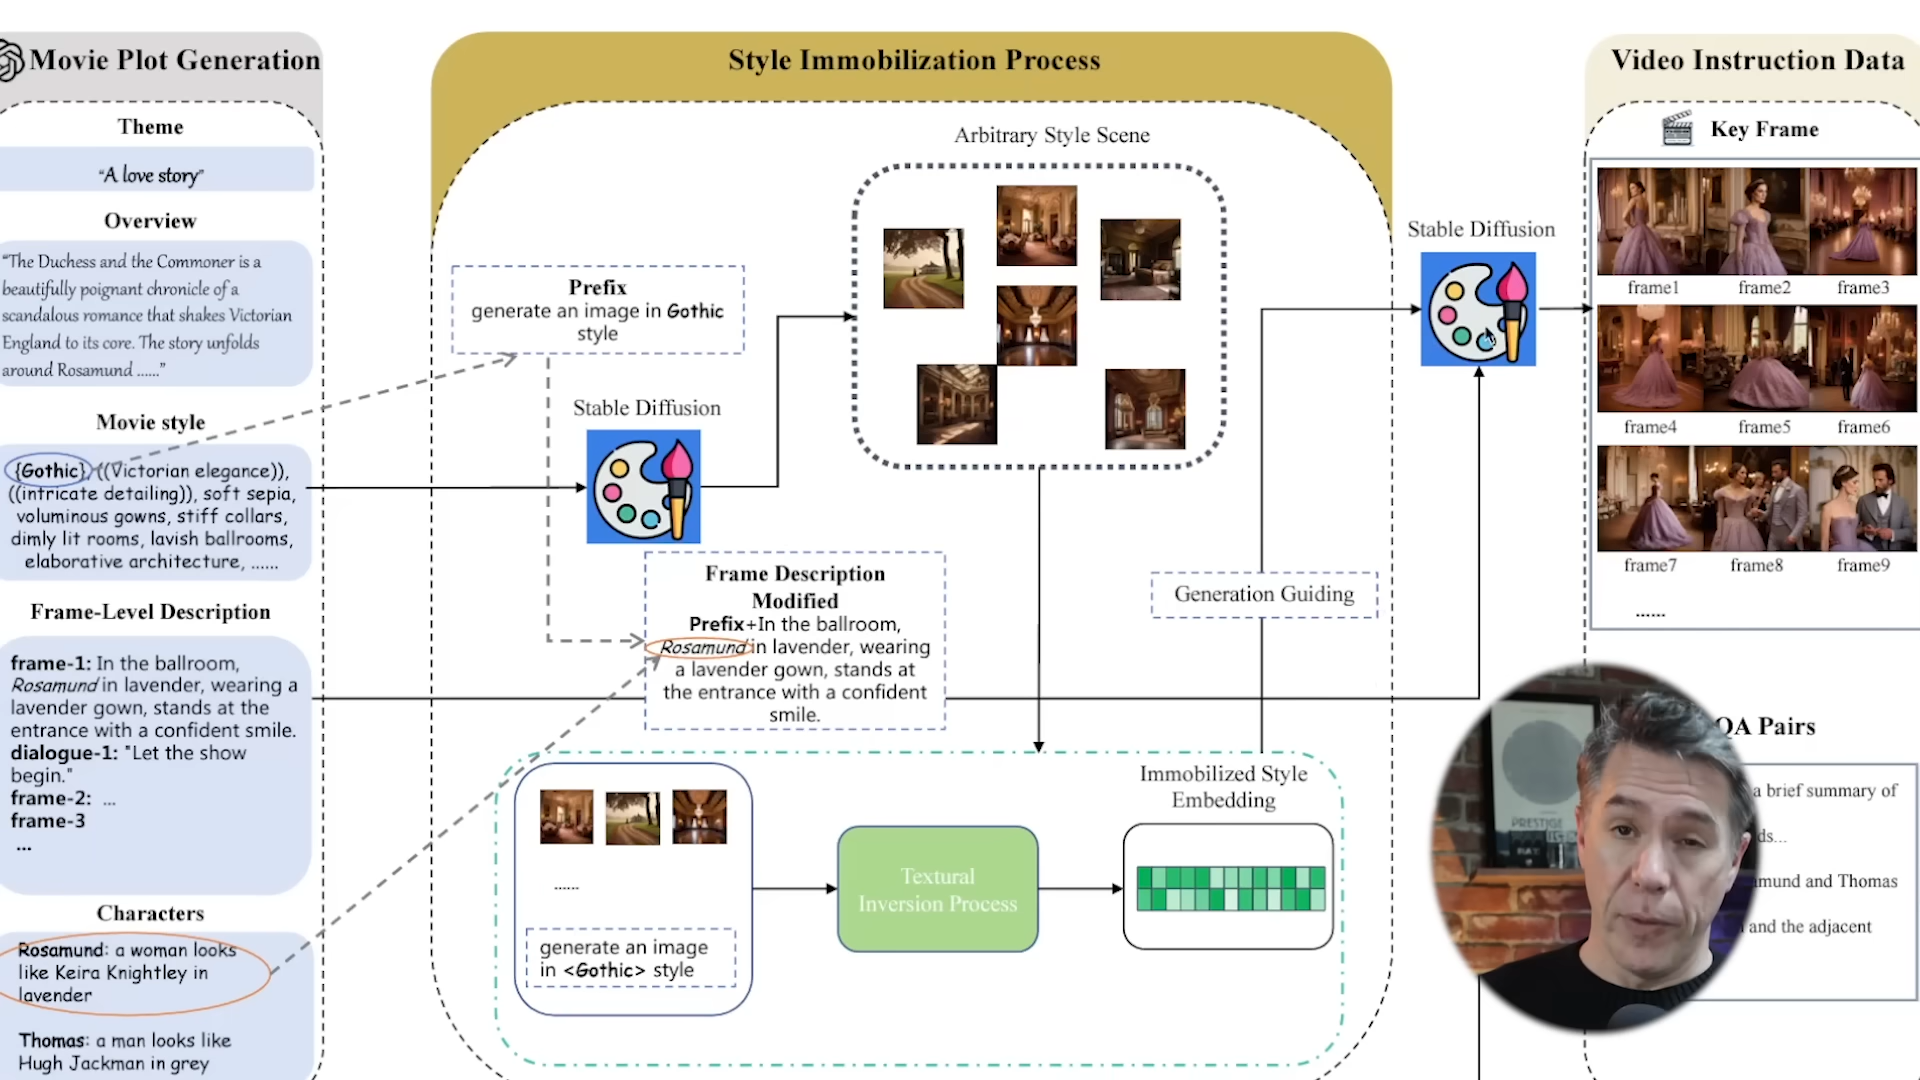 Movie Plot Generation
Theme
"A love story"
Overview
"The Duchess and the Commoner is a
beautifully poignant chronicle of a
scandalous romance that shakes Victorian
England to its core. The story unfolds
around Rosamund ......"
Movie style
{Gothic}, ((Victorian elegance)),
((intricate detailing)), soft sepia,
voluminous gowns, stiff collars,
dimly lit rooms, lavish ballrooms,
elaborative architecture, ......
Frame-Level Description
frame-1: In the ballroom,
Rosamund in lavender, wearing a
lavender gown, stands at the
entrance with a confident smile.
dialogue-1: "Let the show
begin."
frame-2: ...
frame-3
...
Characters
Rosamund: a woman looks
like Keira Knightley in
lavender
Thomas: a man looks like
Hugh Jackman in grey
Style Immobilization Process
Arbitrary Style Scene
Prefix
generate an image in Gothic
style
Stable Diffusion
Frame Description
Modified
Prefix+In the ballroom,
Rosamund in lavender, wearing
a lavender gown, stands at
the entrance with a confident
smile.
Generation Guiding
......
generate an image
in <Gothic> style
Textural
Inversion Process
Immobilized Style
Embedding
Stable Diffusion
Video Instruction Data
Key Frame
frame1 frame2 frame3
frame4 frame5 frame6
frame7 frame8 frame9
......
QA Pairs
a brief summary of
ds...
amund and Thomas
and the adjacent
PRESTIGE